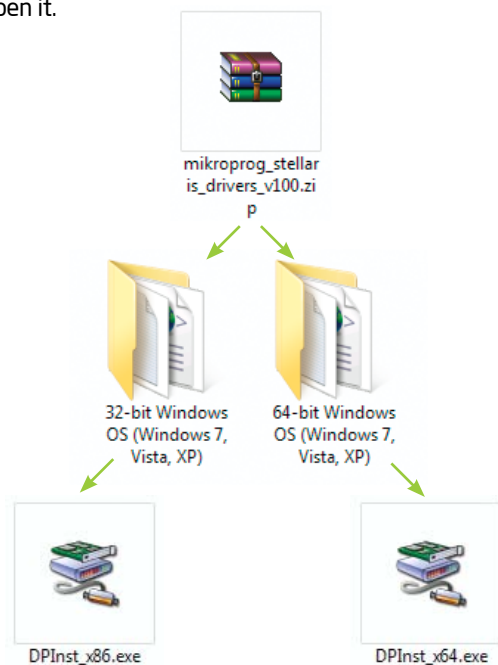 pen it.
mikroprog_stellar
is_drivers_v100.zi
p
32-bit Windows
OS (Windows 7,
Vista, XP)
64-bit Windows
OS (Windows 7,
Vista, XP)
DPInst_x86.exe
DPInst_x64.exe